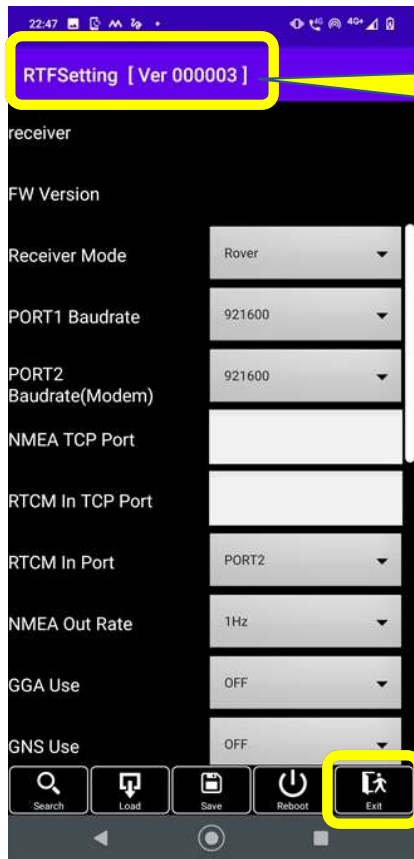 22:47
4G 4G+
RTFSetting [ Ver 000003 ]
receiver
FW Version
Receiver Mode Rover
PORT1 Baudrate 921600
PORT2
Baudrate(Modem) 921600
NMEA TCP Port
RTCM In TCP Port
RTCM In Port PORT2
NMEA Out Rate 1Hz
GGA Use OFF
GNS Use OFF
Search Load Save Reboot Exit